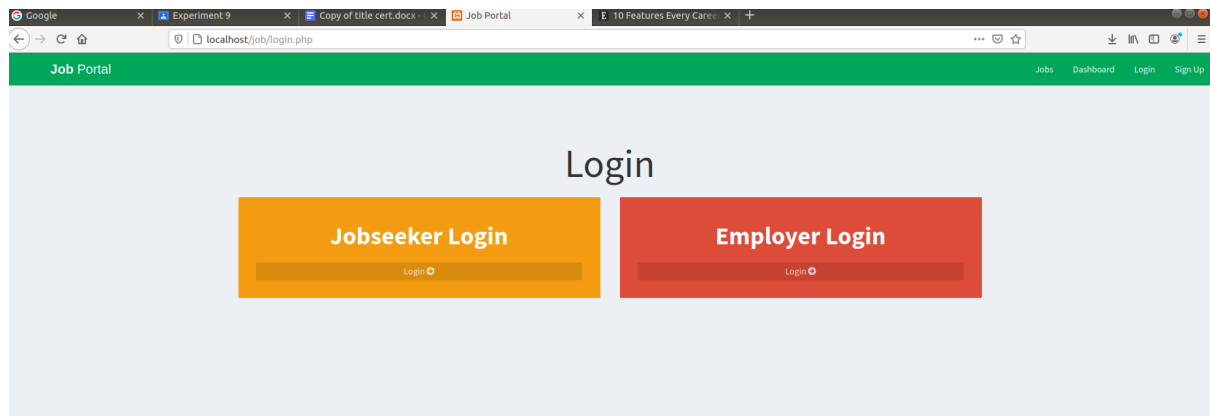 Google
Experiment 9
Copy of title cert.docx -
Job Portal
10 Features Every Career
localhost/job/login.php
Job Portal
Jobs Dashboard Login Sign Up
Login
Jobseeker Login
Employer Login
Login
Login